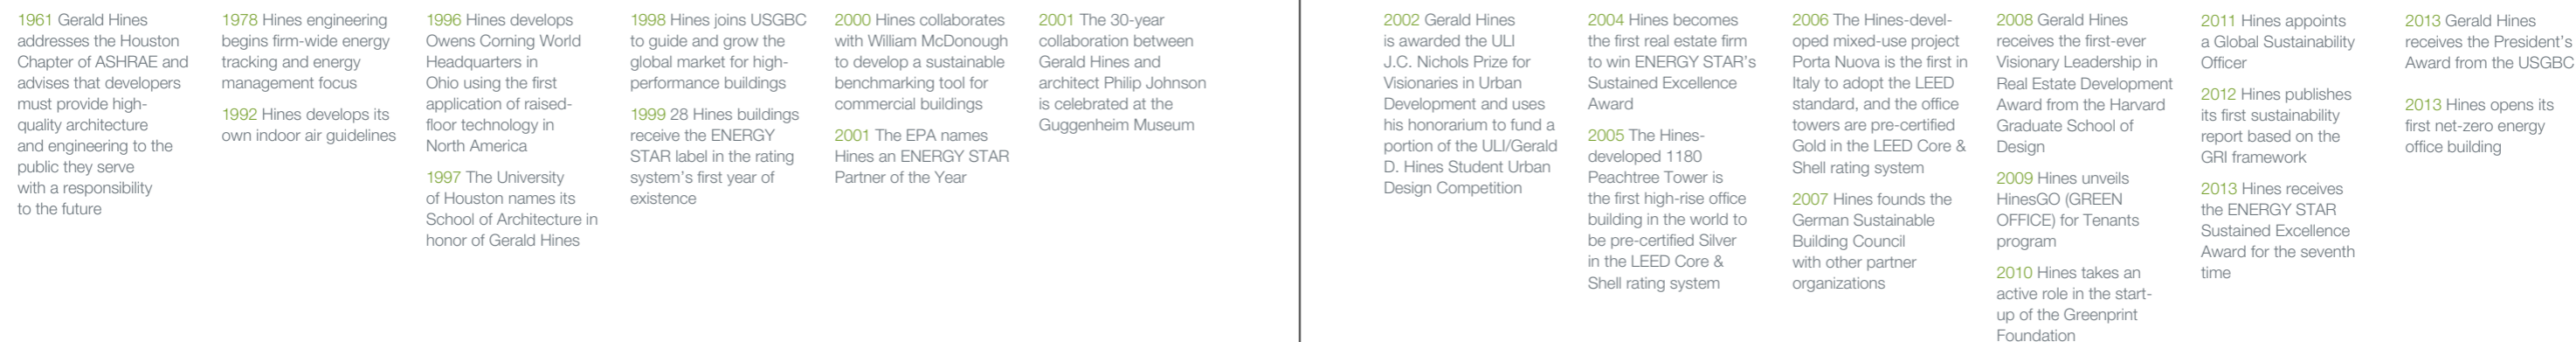 1961 Gerald Hines
addresses the Houston
Chapter of ASHRAE and
advises that developers
must provide high-
quality architecture
and engineering to the
public they serve
with a responsibility
to the future
1978 Hines engineering
begins firm-wide energy
tracking and energy
management focus
1992 Hines develops its
own indoor air guidelines
1996 Hines develops
Owens Corning World
Headquarters in
Ohio using the first
application of raised-
floor technology in
North America
1997 The University
of Houston names its
School of Architecture in
honor of Gerald Hines
1998 Hines joins USGBC
to guide and grow the
global market for high-
performance buildings
1999 28 Hines buildings
receive the ENERGY
STAR label in the rating
system's first year of
existence
2000 Hines collaborates
with William McDonough
to develop a sustainable
benchmarking tool for
commercial buildings
2001 The EPA names
Hines an ENERGY STAR
Partner of the Year
2001 The 30-year
collaboration between
Gerald Hines and
architect Philip Johnson
is celebrated at the
Guggenheim Museum
2002 Gerald Hines
is awarded the ULI
J.C. Nichols Prize for
Visionaries in Urban
Development and uses
his honorarium to fund a
portion of the ULI/Gerald
D. Hines Student Urban
Design Competition
2004 Hines becomes
the first real estate firm
to win ENERGY STAR's
Sustained Excellence
Award
2005 The Hines-
developed 1180
Peachtree Tower is
the first high-rise office
building in the world to
be pre-certified Silver
in the LEED Core &
Shell rating system
2006 The Hines-devel-
oped mixed-use project
Porta Nuova is the first in
Italy to adopt the LEED
standard, and the office
towers are pre-certified
Gold in the LEED Core &
Shell rating system
2007 Hines founds the
German Sustainable
Building Council
with other partner
organizations
2008 Gerald Hines
receives the first-ever
Visionary Leadership in
Real Estate Development
Award from the Harvard
Graduate School of
Design
2009 Hines unveils
HinesGO (GREEN
OFFICE) for Tenants
program
2010 Hines takes an
active role in the start-
up of the Greenprint
Foundation
2011 Hines appoints
a Global Sustainability
Officer
2012 Hines publishes
its first sustainability
report based on the
GRI framework
2013 Hines receives
the ENERGY STAR
Sustained Excellence
Award for the seventh
time
2013 Gerald Hines
receives the President's
Award from the USGBC
2013 Hines opens its
first net-zero energy
office building